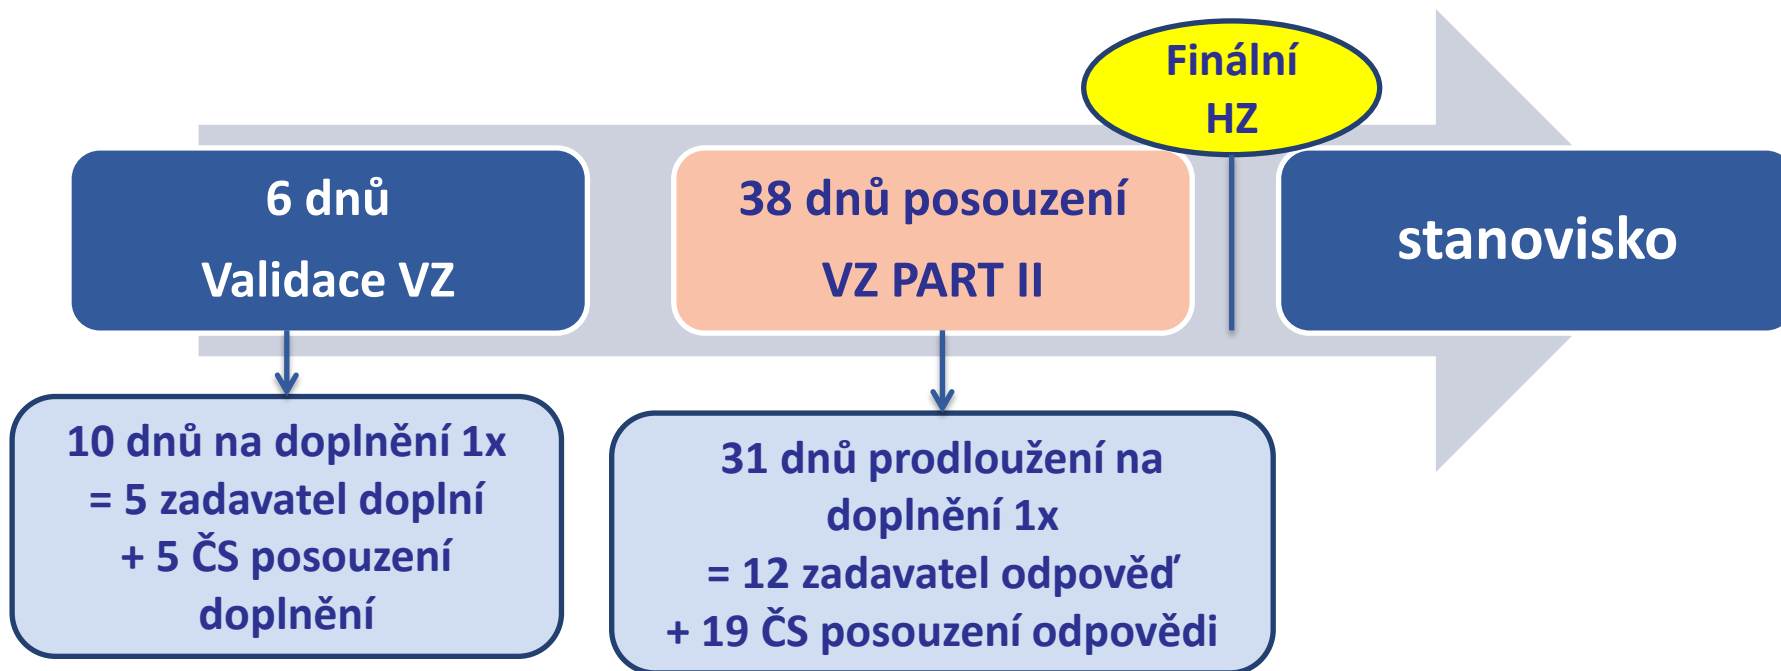 Finální
HZ
6 dnů
Validace VZ
38 dnů posouzení
VZ PART II
stanovisko
10 dnů na doplnění 1x
= 5 zadavatel doplní
+ 5 ČS posouzení
doplnění
31 dnů prodloužení na
doplnění 1x
= 12 zadavatel odpověď
+ 19 ČS posouzení odpovědi